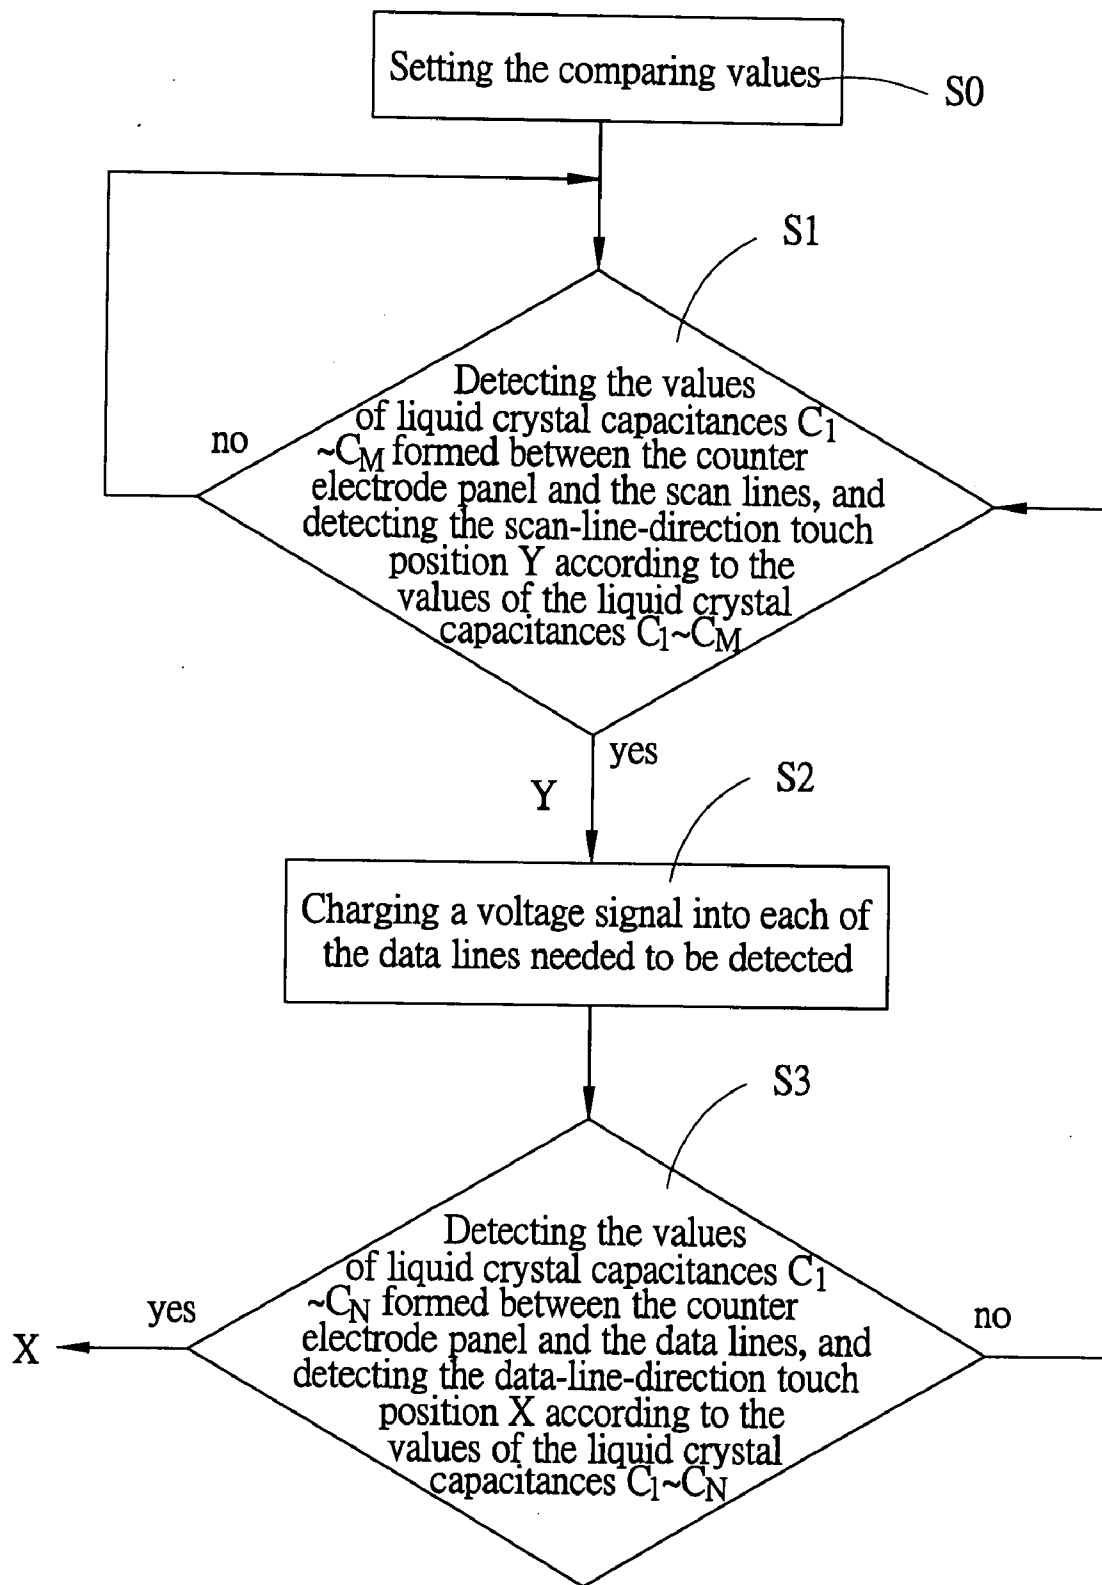 Setting the comparing values
S0
S1
Detecting the values
of liquid crystal capacitances C1
~CM formed between the counter
electrode panel and the scan lines, and
detecting the scan-line-direction touch
position Y according to the
values of the liquid crystal
capacitances C1~CM
no
yes
Y
S2
Charging a voltage signal into each of
the data lines needed to be detected
S3
Detecting the values
of liquid crystal capacitances C1
~CN formed between the counter
electrode panel and the data lines, and
detecting the data-line-direction touch
position X according to the
values of the liquid crystal
capacitances C1~CN
yes
X
no